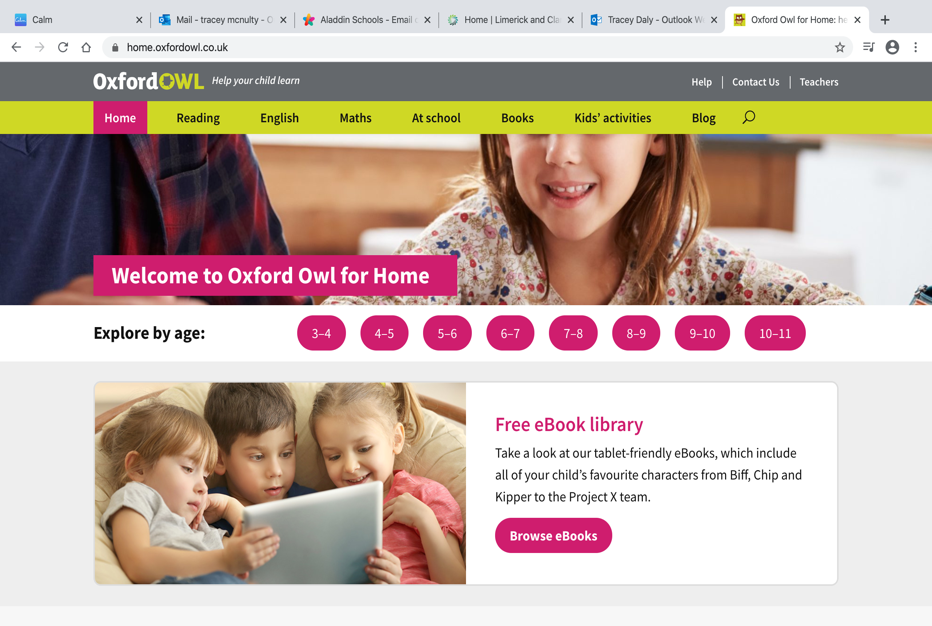 Calm
Mail - tracey mcnulty - O
Aladdin Schools - Email
Home | Limerick and Cla
Tracey Daly - Outlook W
Oxford Owl for Home: he
home.oxfordowl.co.uk
OxfordOWL Help your child learn
Help | Contact Us | Teachers
Home Reading English Maths At school Books Kids’ activities Blog
Welcome to Oxford Owl for Home
Explore by age: 3–4 4–5 5–6 6–7 7–8 8–9 9–10 10–11
Free eBook library
Take a look at our tablet-friendly eBooks, which include
all of your child’s favourite characters from Biff, Chip and
Kipper to the Project X team.
Browse eBooks